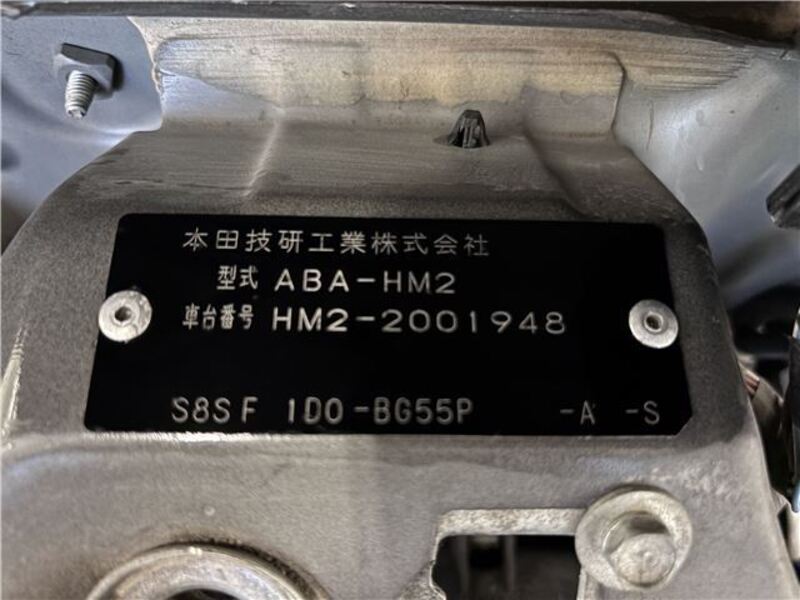 本田技研工業株式会社
型式 ABA-HM2
車台番号 HM2-2001948
S8SF 1D0-BG55P -A -S